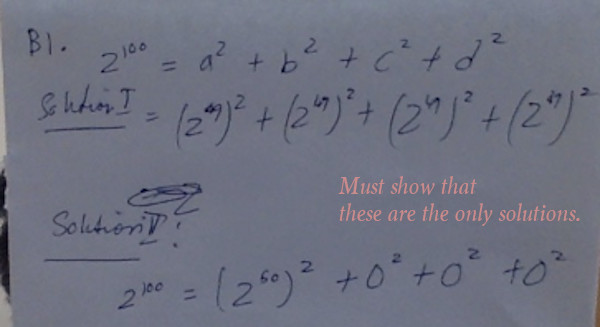 B1.
2^100 = a^2 + b^2 + c^2 + d^2
Solution I = (2^49)^2 + (2^49)^2 + (2^49)^2 + (2^49)^2
Must show that
these are the only solutions.
Solution II :
2^100 = (2^50)^2 + 0^2 + 0^2 + 0^2